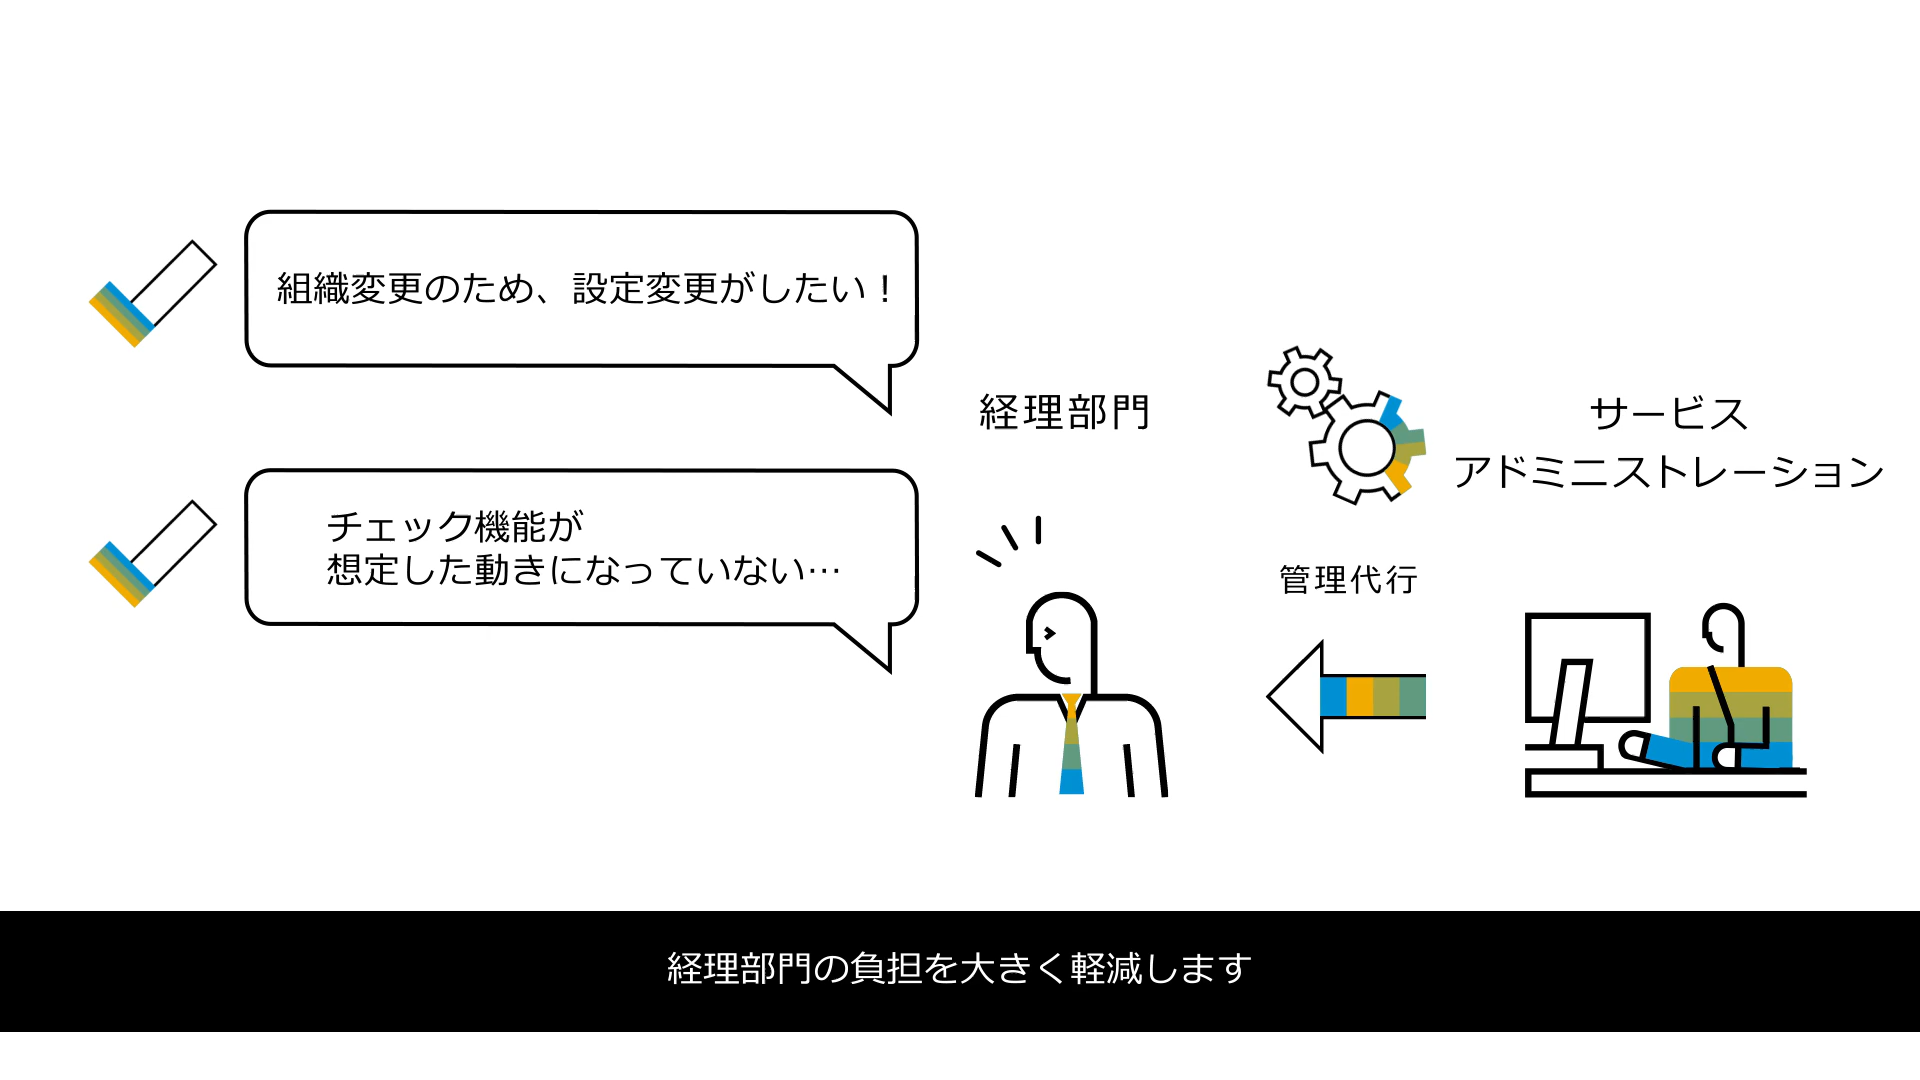 組織変更のため、設定変更がしたい！
チェック機能が
想定した動きになっていない…
経理部門
サービス
アドミニストレーション
管理代行
経理部門の負担を大きく軽減します